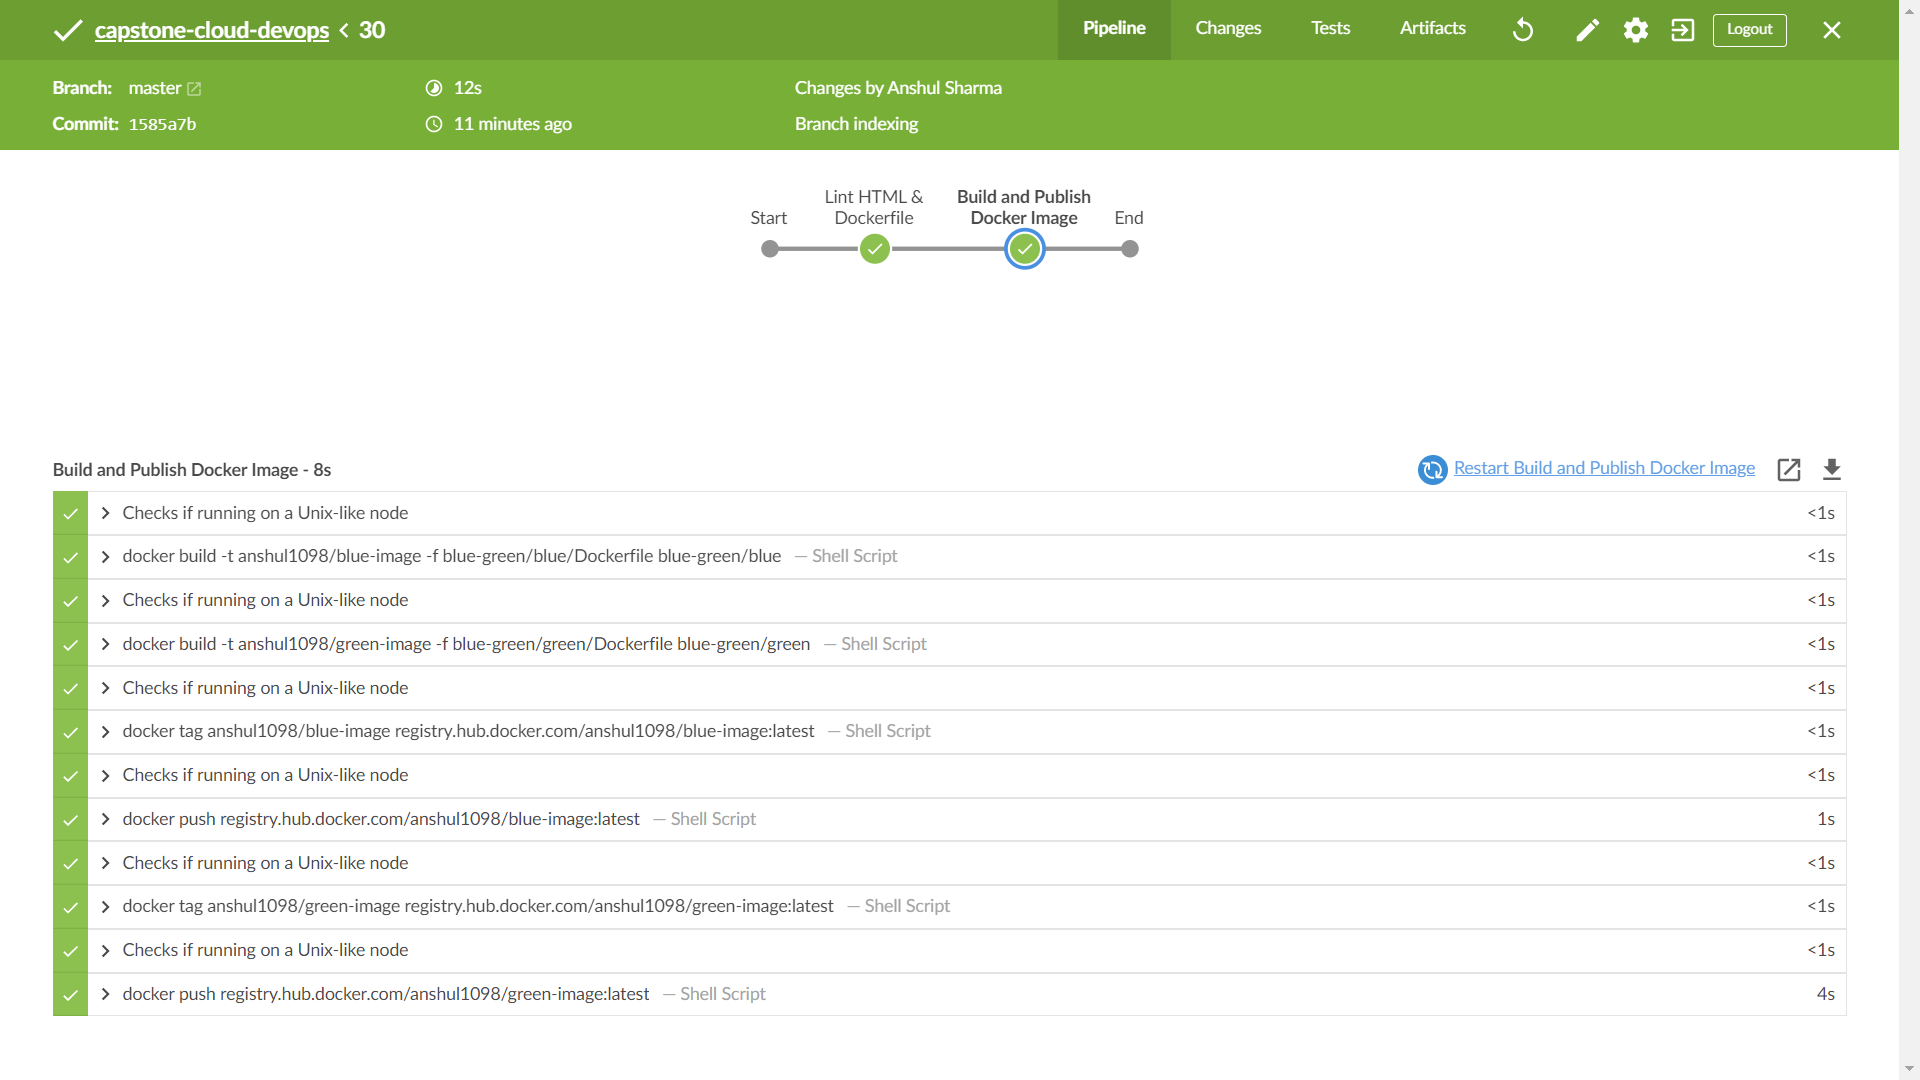 capstone-cloud-devops < 30
Pipeline Changes Tests Artifacts Logout
Branch: master 12s Changes by Anshul Sharma
Commit: 1585a7b 11 minutes ago Branch indexing
Start Lint HTML & Dockerfile Build and Publish Docker Image End
Build and Publish Docker Image - 8s Restart Build and Publish Docker Image
Checks if running on a Unix-like node <1s
docker build -t anshul1098/blue-image -f blue-green/blue/Dockerfile blue-green/blue — Shell Script <1s
Checks if running on a Unix-like node <1s
docker build -t anshul1098/green-image -f blue-green/green/Dockerfile blue-green/green — Shell Script <1s
Checks if running on a Unix-like node <1s
docker tag anshul1098/blue-image registry.hub.docker.com/anshul1098/blue-image:latest — Shell Script <1s
Checks if running on a Unix-like node <1s
docker push registry.hub.docker.com/anshul1098/blue-image:latest — Shell Script 1s
Checks if running on a Unix-like node <1s
docker tag anshul1098/green-image registry.hub.docker.com/anshul1098/green-image:latest — Shell Script <1s
Checks if running on a Unix-like node <1s
docker push registry.hub.docker.com/anshul1098/green-image:latest — Shell Script 4s